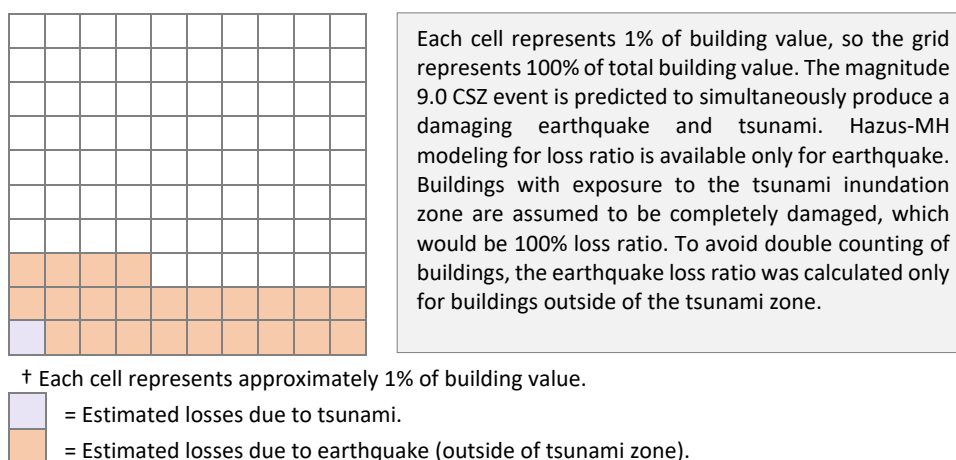 Each cell represents 1% of building value, so the grid
represents 100% of total building value. The magnitude
9.0 CSZ event is predicted to simultaneously produce a
damaging earthquake and tsunami. Hazus-MH
modeling for loss ratio is available only for earthquake.
Buildings with exposure to the tsunami inundation
zone are assumed to be completely damaged, which
would be 100% loss ratio. To avoid double counting of
buildings, the earthquake loss ratio was calculated only
for buildings outside of the tsunami zone.
† Each cell represents approximately 1% of building value.
= Estimated losses due to tsunami.
= Estimated losses due to earthquake (outside of tsunami zone).